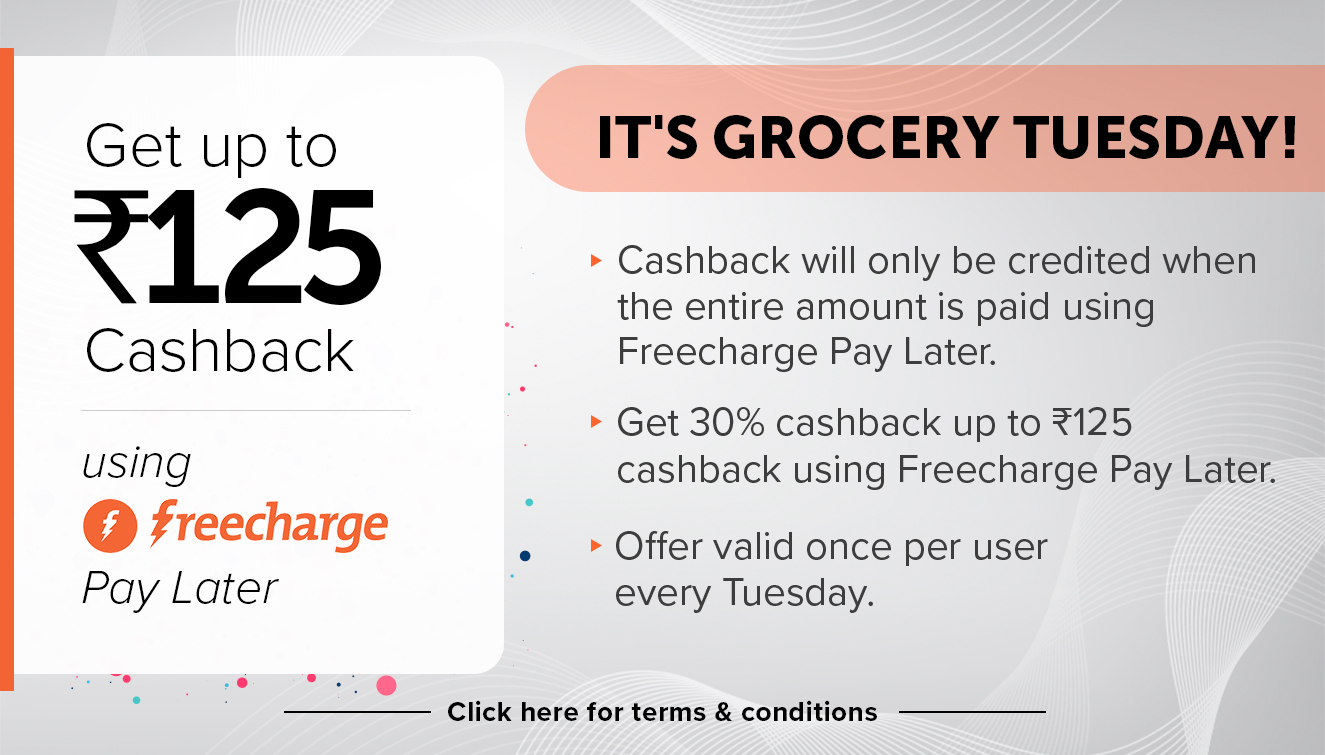 Get up to
₹125
Cashback
using
freecharge
Pay Later
IT'S GROCERY TUESDAY!
Cashback will only be credited when
the entire amount is paid using
Freecharge Pay Later.
Get 30% cashback up to ₹125
cashback using Freecharge Pay Later.
Offer valid once per user
every Tuesday.
Click here for terms & conditions